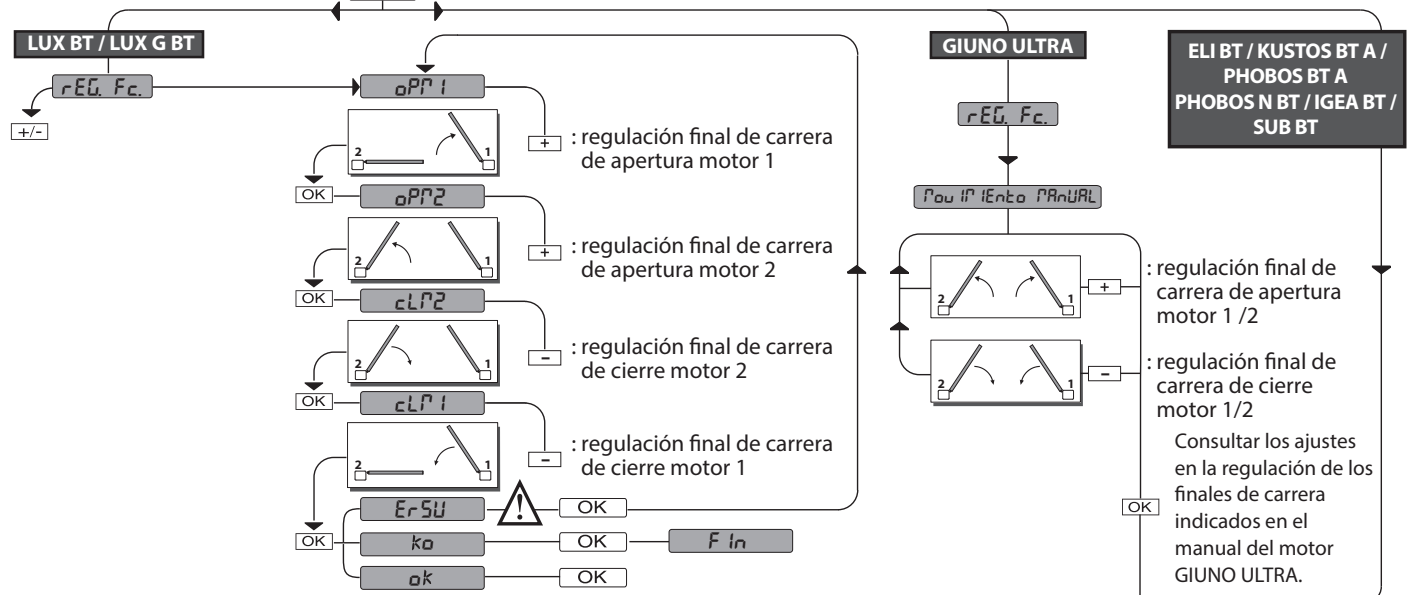 LUX BT / LUX G BT
rEG. Fc.
+/-
oPM1
2
1
+
: regulación final de carrera
de apertura motor 1
OK
oPM2
2
1
+
: regulación final de carrera
de apertura motor 2
OK
cLM2
2
1
-
: regulación final de carrera
de cierre motor 2
OK
cLM1
2
1
-
: regulación final de carrera
de cierre motor 1
OK
ErSU
!
OK
ko
OK
FIn
ok
OK
GIUNO ULTRA
rEG. Fc.
MovIMIEnto MAnUAL
2
1
+
: regulación final de
carrera de apertura
motor 1 /2
2
1
-
: regulación final de
carrera de cierre
motor 1/2
Consultar los ajustes
en la regulación de los
finales de carrera
indicados en el
manual del motor
GIUNO ULTRA.
OK
ELI BT / KUSTOS BT A /
PHOBOS BT A
PHOBOS N BT / IGEA BT /
SUB BT